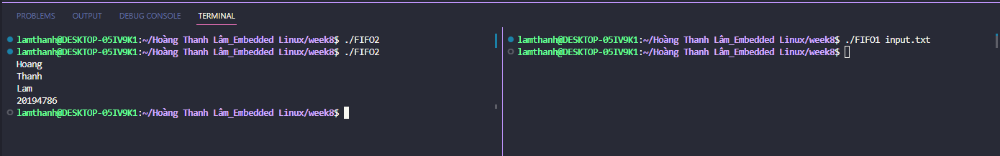 PROBLEMS OUTPUT DEBUG CONSOLE TERMINAL
lamthanh@DESKTOP-05IV9K1:~/Hoàng Thanh Lâm_Embedded Linux/week8$ ./FIFO2
lamthanh@DESKTOP-05IV9K1:~/Hoàng Thanh Lâm_Embedded Linux/week8$ ./FIFO2
Hoang
Thanh
Lam
20194786
lamthanh@DESKTOP-05IV9K1:~/Hoàng Thanh Lâm_Embedded Linux/week8$
lamthanh@DESKTOP-05IV9K1:~/Hoàng Thanh Lâm_Embedded Linux/week8$ ./FIFO1 input.txt
lamthanh@DESKTOP-05IV9K1:~/Hoàng Thanh Lâm_Embedded Linux/week8$